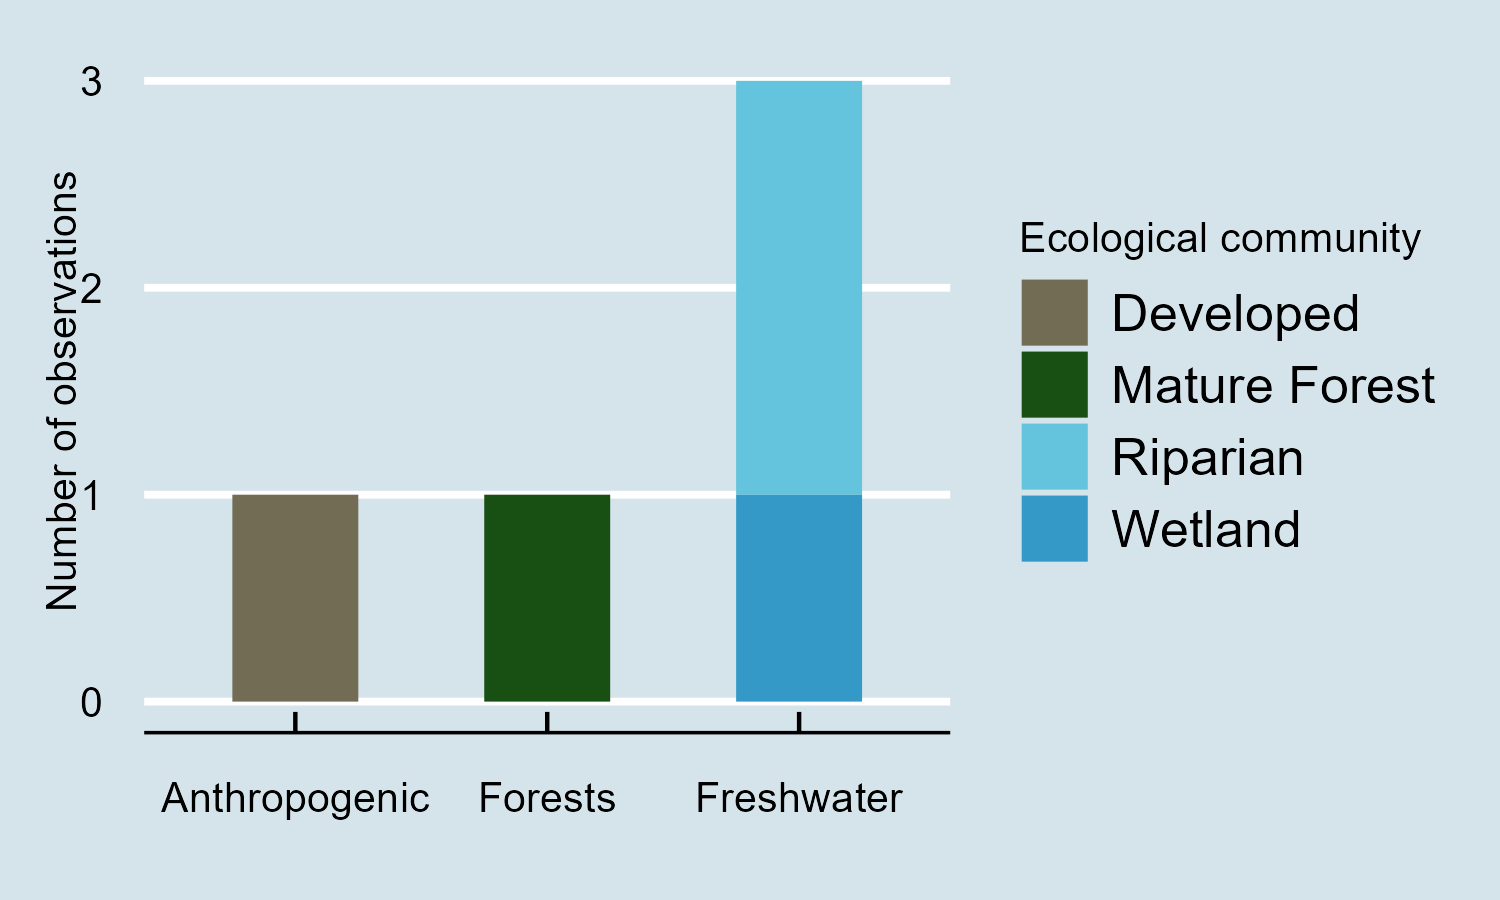 3
2
1
0
Number of observations
Anthropogenic Forests Freshwater
Ecological community
Developed
Mature Forest
Riparian
Wetland